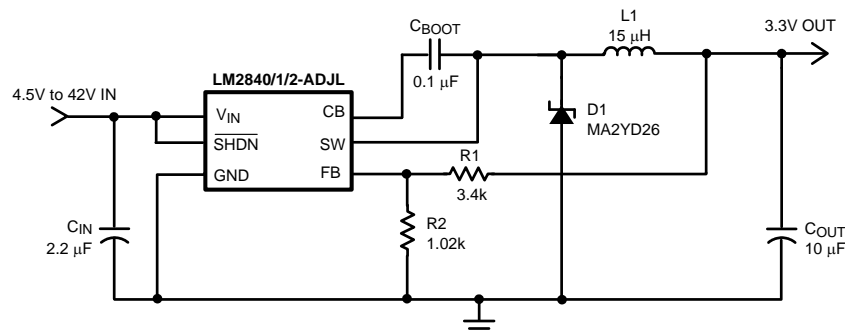 CBOOT
0.1 µF
L1
15 µH
3.3V OUT
LM2840/1/2-ADJL
4.5V to 42V IN
VIN
SHDN
GND
CB
SW
FB
D1
MA2YD26
R1
3.4k
R2
1.02k
CIN
2.2 µF
COUT
10 µF